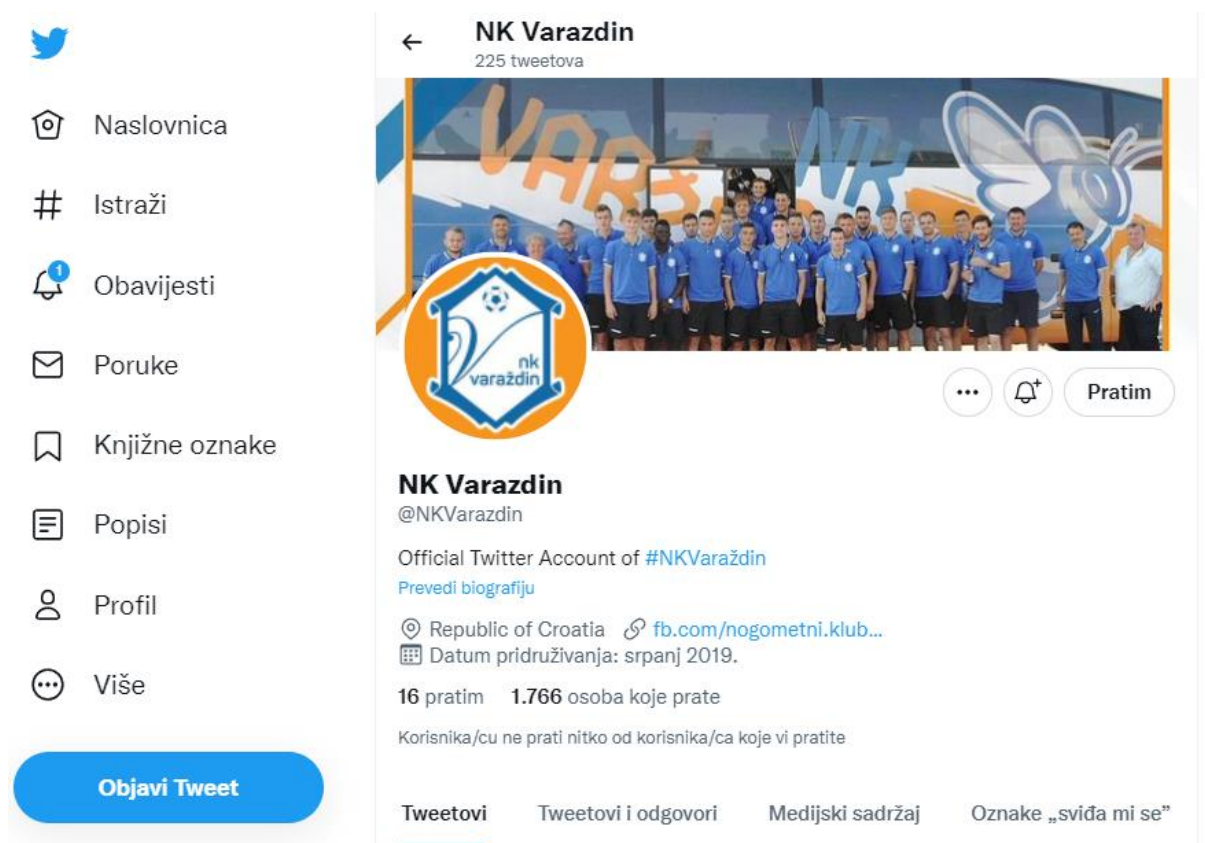 NK Varazdin
225 tweetova
Naslovnica
Istraži
1
Obavijesti
Poruke
Knjižne oznake
Popisi
Profil
Više
Objavi Tweet
VARŽ
NK
nk
varaždin
Pratim
NK Varazdin
@NKVarazdin
Official Twitter Account of #NKVaraždin
Prevedi biografiju
Republic of Croatia fb.com/nogometni.klub...
Datum pridruživanja: srpanj 2019.
16 pratim 1.766 osoba koje prate
Korisnika/cu ne prati nitko od korisnika/ca koje vi pratite
Tweetovi Tweetovi i odgovori Medijski sadržaj Oznake „sviđa mi se”